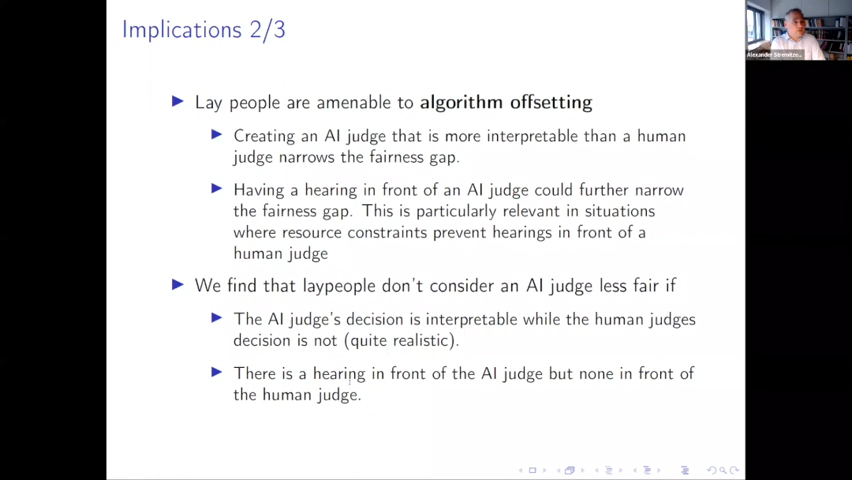 Implications 2/3
Alexander Stremitze...
Lay people are amenable to algorithm offsetting
Creating an AI judge that is more interpretable than a human
judge narrows the fairness gap.
Having a hearing in front of an AI judge could further narrow
the fairness gap. This is particularly relevant in situations
where resource constraints prevent hearings in front of a
human judge
We find that laypeople don't consider an AI judge less fair if
The AI judge's decision is interpretable while the human judges
decision is not (quite realistic).
There is a hearing in front of the AI judge but none in front of
the human judge.